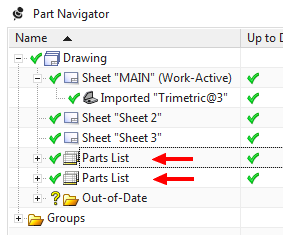 Part Navigator
Name Up to D
Drawing
Sheet "MAIN" (Work-Active)
Imported "Trimetric@3"
Sheet "Sheet 2"
Sheet "Sheet 3"
Parts List
Parts List
Out-of-Date
Groups